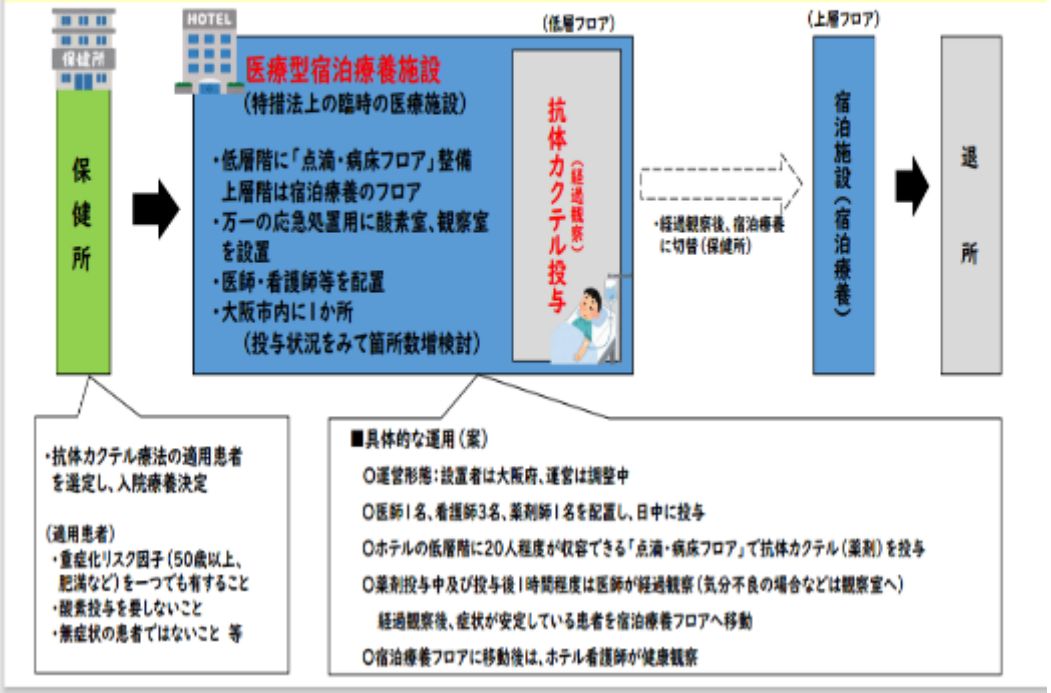 (低層フロア)
(上層フロア)
保健所
HOTEL
保健所
医療型宿泊療養施設
(特措法上の臨時の医療施設)
・低層階に「点滴・病床フロア」整備
上層階は宿泊療養のフロア
・万一の応急処置用に酸素室、観察室
を設置
・医師・看護師等を配置
・大阪市内に1か所
(投与状況をみて箇所数増検討)
抗体カクテル投与
(経過観察)
・経過観察後、宿泊療養
に切替(保健所)
宿泊施設(宿泊療養)
退所
・抗体カクテル療法の適用患者
を選定し、入院療養決定
(適用患者)
・重症化リスク因子(50歳以上、
肥満など)を一つでも有すること
・酸素投与を要しないこと
・無症状の患者ではないこと 等
■具体的な運用(案)
〇運営形態:設置者は大阪府、運営は調整中
〇医師1名、看護師3名、薬剤師1名を配置し、日中に投与
〇ホテルの低層階に20人程度が収容できる「点滴・病床フロア」で抗体カクテル(薬剤)を投与
〇薬剤投与中及び投与後1時間程度は医師が経過観察(気分不良の場合などは観察室へ)
経過観察後、症状が安定している患者を宿泊療養フロアへ移動
〇宿泊療養フロアに移動後は、ホテル看護師が健康観察